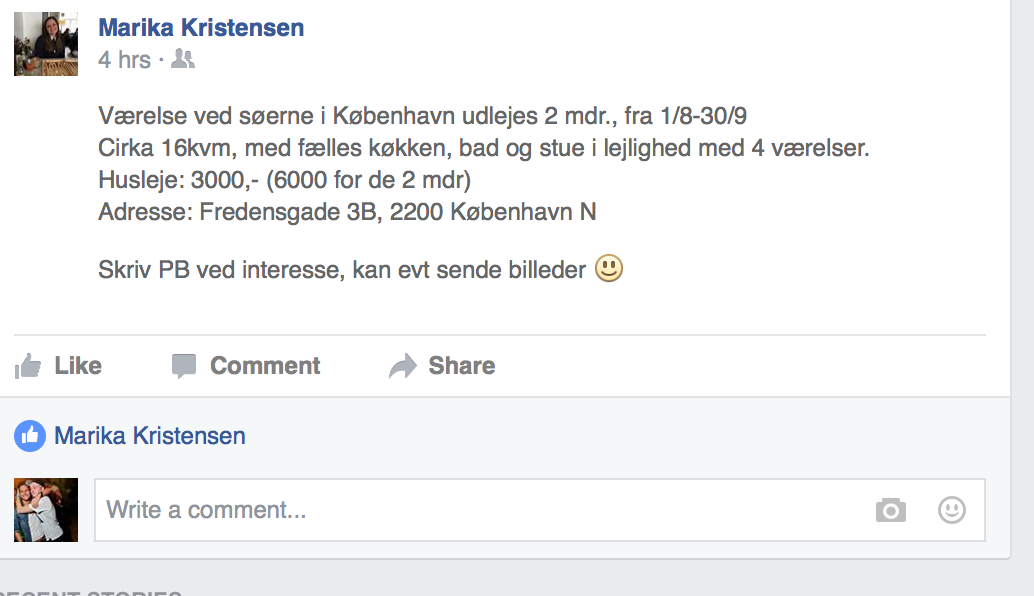 Marika Kristensen
4 hrs ·
Værelse ved søerne i København udlejes 2 mdr., fra 1/8-30/9
Cirka 16kvm, med fælles køkken, bad og stue i lejlighed med 4 værelser.
Husleje: 3000,- (6000 for de 2 mdr)
Adresse: Fredensgade 3B, 2200 København N
Skriv PB ved interesse, kan evt sende billeder
Like Comment Share
Marika Kristensen
Write a comment...
RECENT STORIES